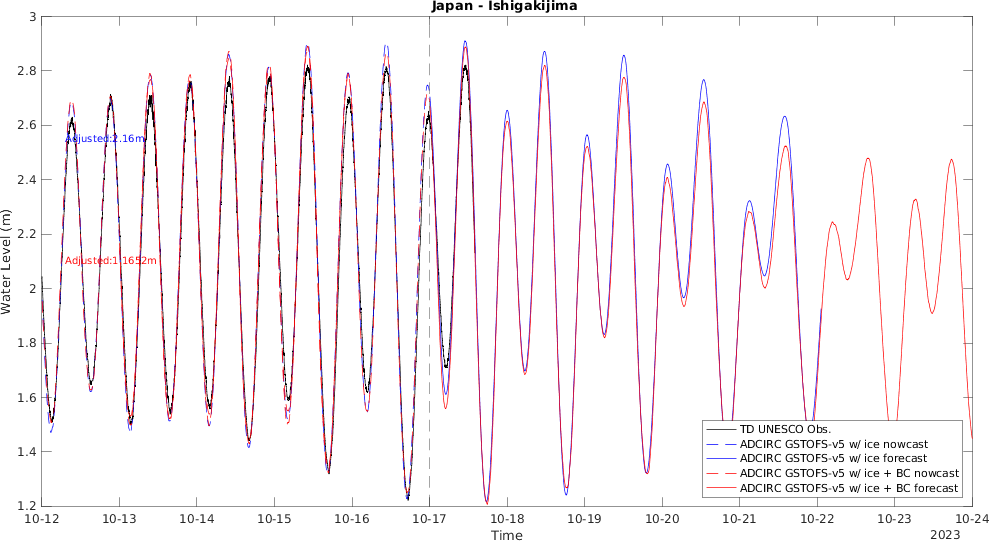 Japan - Ishigakijima
Water Level (m)
3
2.8
2.6
2.4
2.2
2
1.8
1.6
1.4
1.2
Adjusted:2.16m
Adjusted:1.1652m
TD UNESCO Obs.
ADCIRC GSTOFS-v5 w/ ice nowcast
ADCIRC GSTOFS-v5 w/ ice forecast
ADCIRC GSTOFS-v5 w/ ice + BC nowcast
ADCIRC GSTOFS-v5 w/ ice + BC forecast
10-12 10-13 10-14 10-15 10-16 10-17 10-18 10-19 10-20 10-21 10-22 10-23 10-24
Time
2023